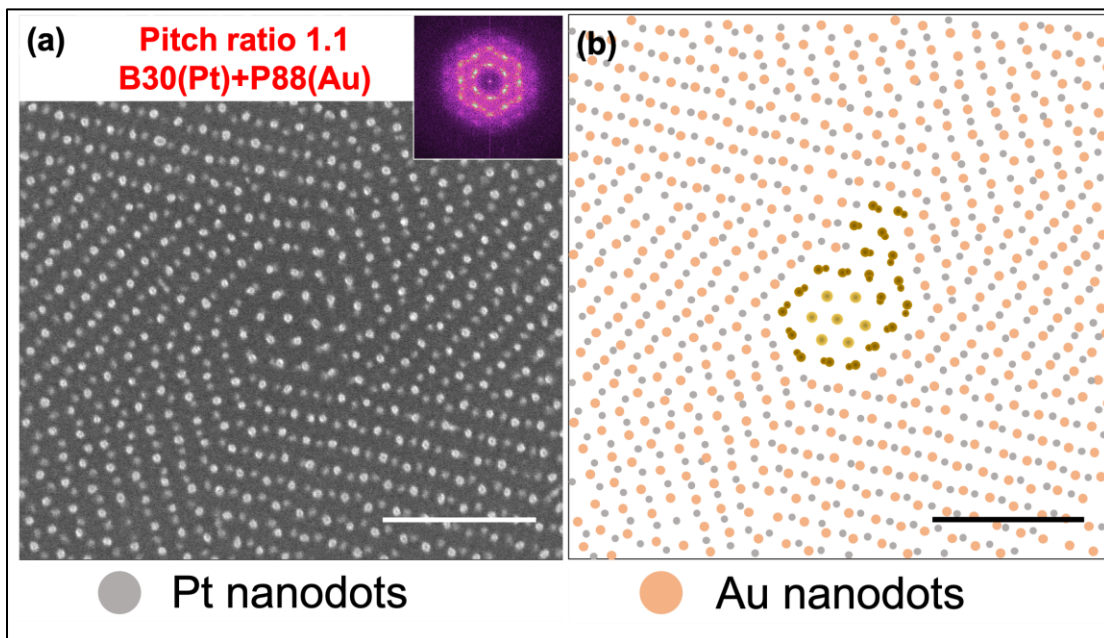 (a)
Pitch ratio 1.1
B30(Pt)+P88(Au)
(b)
Pt nanodots
Au nanodots